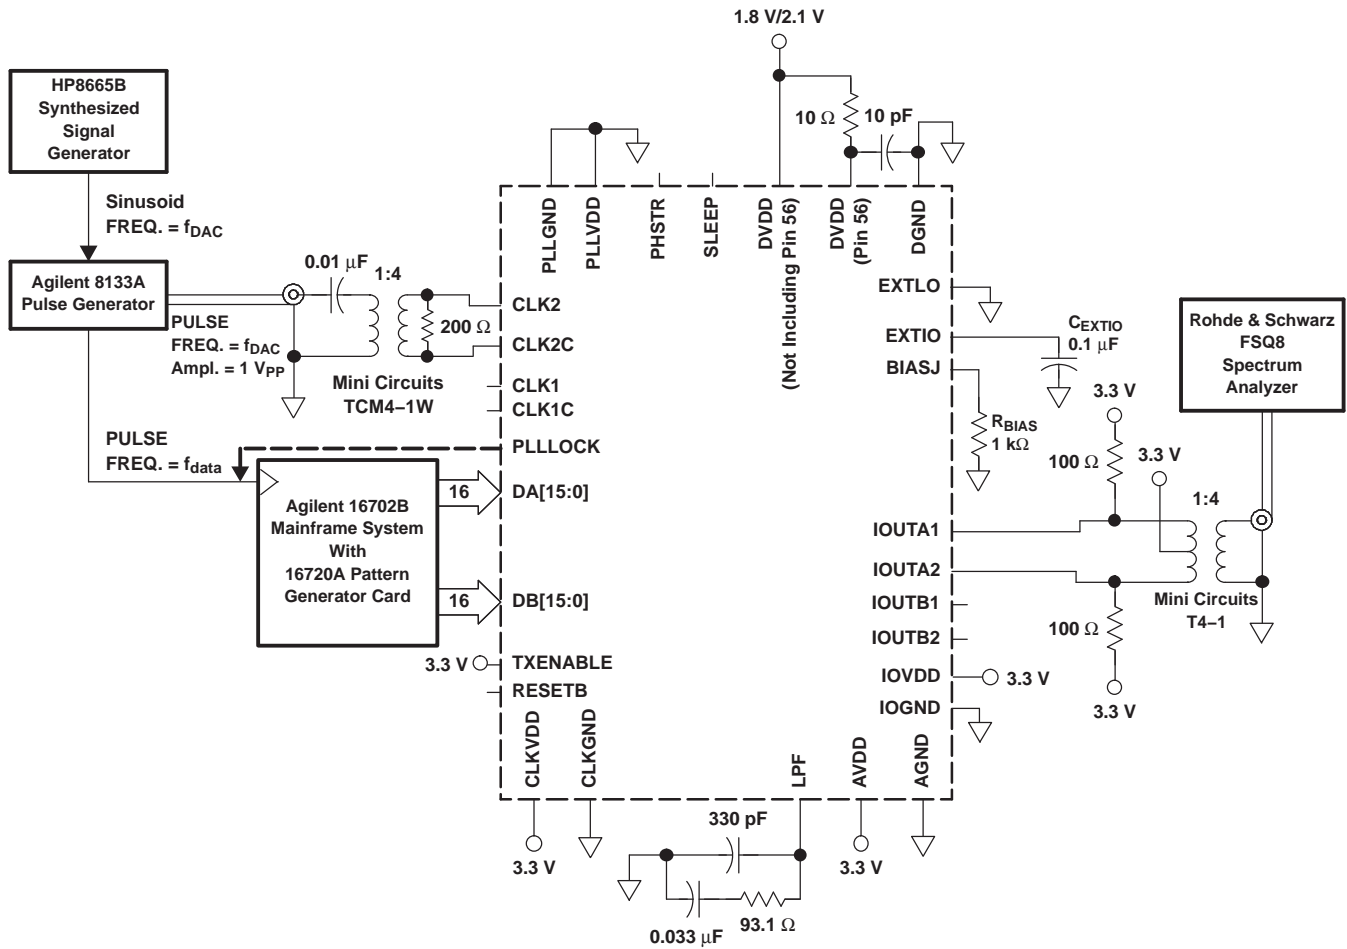 1.8 V/2.1 V
HP8665B
Synthesized
Signal
Generator
10 Ω
10 pF
Sinusoid
FREQ. = fDAC
PLLGND
PLLVDD
PHSTR
SLEEP
DVDD
(Not Including Pin 56)
DVDD
(Pin 56)
DGND
Agilent 8133A
Pulse Generator
0.01 μF
1:4
PULSE
FREQ. = fDAC
Ampl. = 1 VPP
200 Ω
Mini Circuits
TCM4–1W
CLK2
CLK2C
CLK1
CLK1C
PLLLOCK
PULSE
FREQ. = fdata
Agilent 16702B
Mainframe System
With
16720A Pattern
Generator Card
16
DA[15:0]
16
DB[15:0]
3.3 V
TXENABLE
RESETB
EXTLO
EXTIO
BIASJ
CEXTIO
0.1 μF
RBIAS
1 kΩ
3.3 V
100 Ω
3.3 V
1:4
Rohde & Schwarz
FSQ8
Spectrum
Analyzer
IOUTA1
IOUTA2
IOUTB1
IOUTB2
Mini Circuits
T4–1
100 Ω
3.3 V
IOVDD
3.3 V
IOGND
CLKVDD
CLKGND
LPF
AVDD
AGND
3.3 V
330 pF
3.3 V
0.033 μF
93.1 Ω